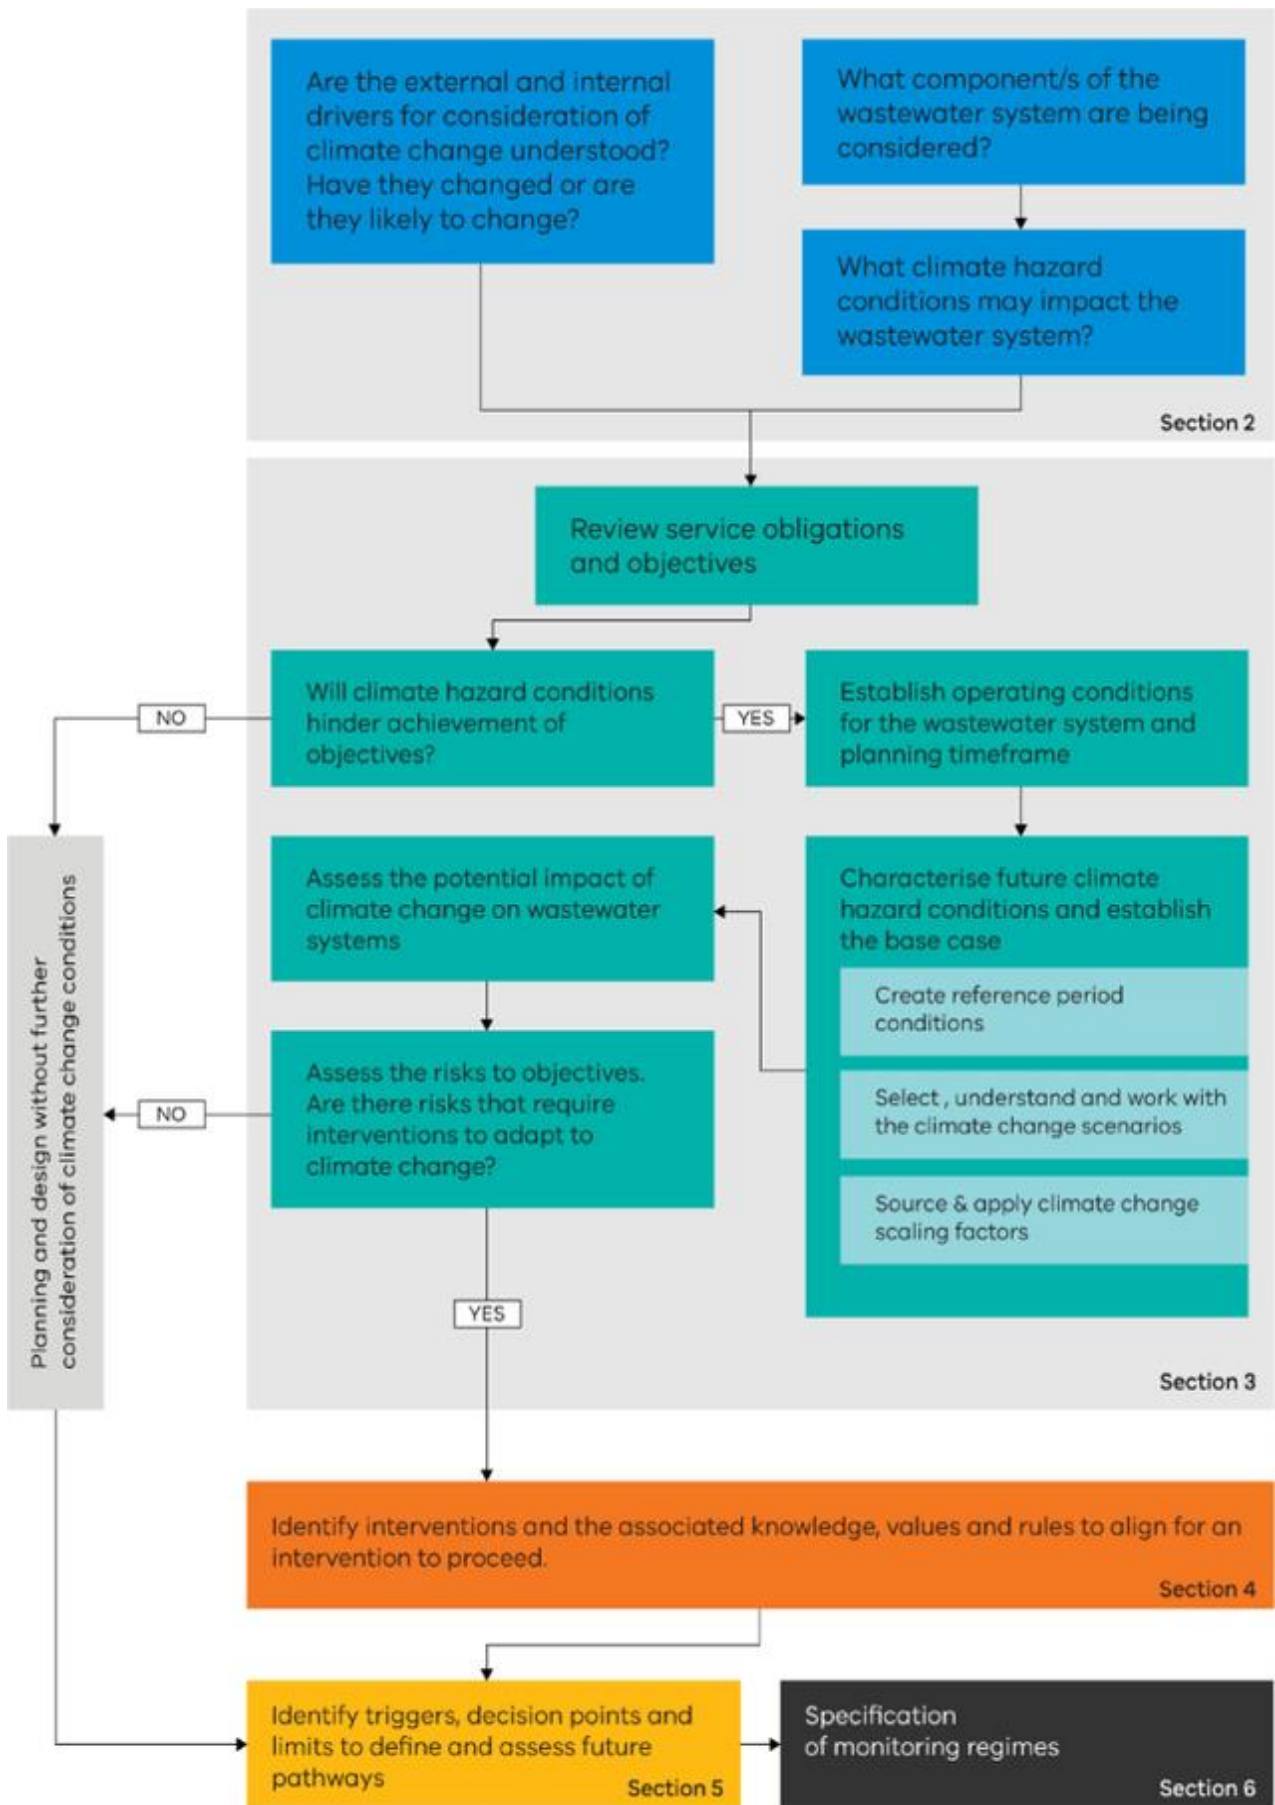 Are the external and internal
drivers for consideration of
climate change understood?
Have they changed or are
they likely to change?
What component/s of the
wastewater system are being
considered?
What climate hazard
conditions may impact the
wastewater system?
Section 2
Review service obligations
and objectives
Will climate hazard conditions
hinder achievement of
objectives?
NO
YES
Establish operating conditions
for the wastewater system and
planning timeframe
Characterise future climate
hazard conditions and establish
the base case
Create reference period
conditions
Select , understand and work with
the climate change scenarios
Source & apply climate change
scaling factors
Assess the potential impact of
climate change on wastewater
systems
Assess the risks to objectives.
Are there risks that require
interventions to adapt to
climate change?
NO
YES
Planning and design without further
consideration of climate change conditions
Section 3
Identify interventions and the associated knowledge, values and rules to align for an
intervention to proceed.
Section 4
Identify triggers, decision points and
limits to define and assess future
pathways
Section 5
Specification
of monitoring regimes
Section 6